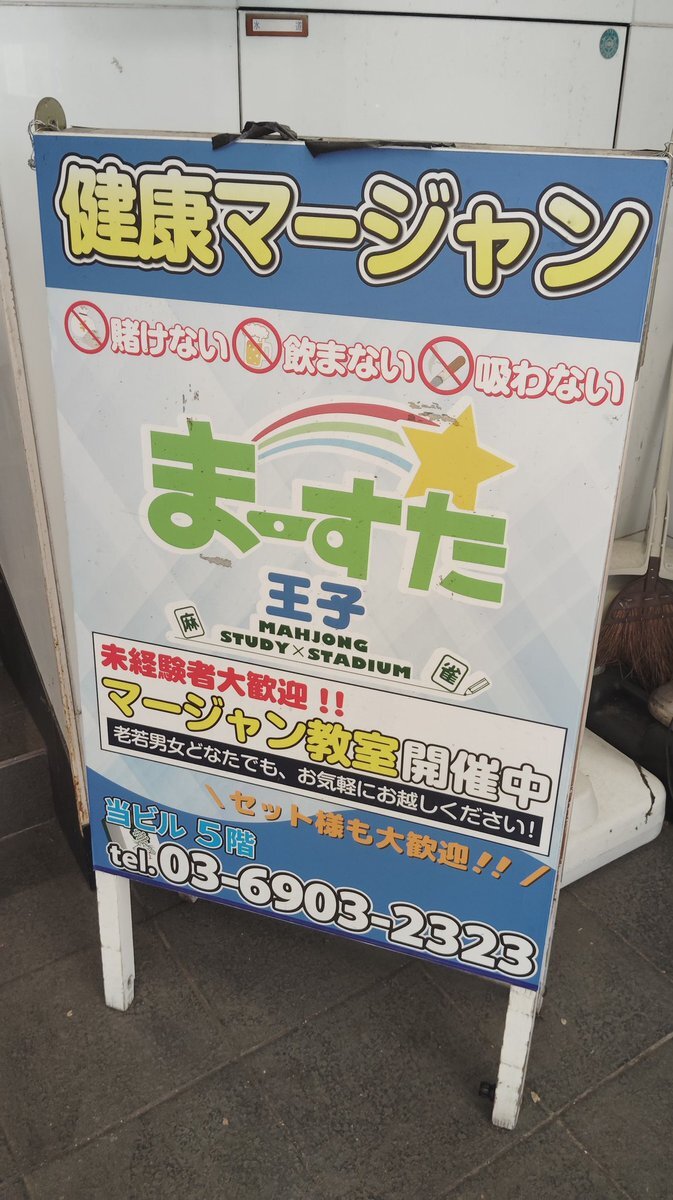 水道
健康マージャン
賭けない 飲まない 吸わない
まーすた
王子
麻
MAHJONG
STUDY×STADIUM
雀
未経験者大歓迎!!
マージャン教室開催中
老若男女どなたでも、お気軽にお越しください!
\セット様も大歓迎!!/
当ビル 5階
tel.03-6903-2323